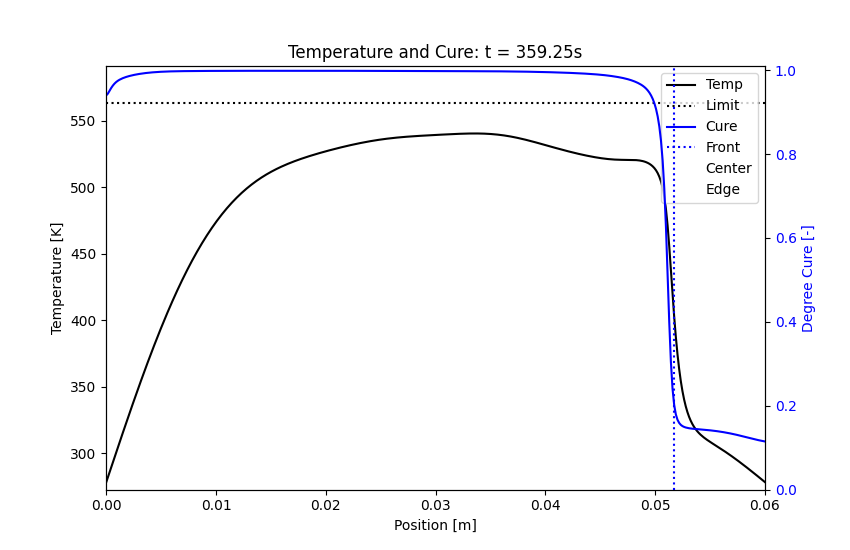 Temperature and Cure: t = 359.25s
Temp
Limit
Cure
Front
Center
Edge
Temperature [K]
550
500
450
400
350
300
Degree Cure [-]
1.0
0.8
0.6
0.4
0.2
0.0
0.00 0.01 0.02 0.03 0.04 0.05 0.06
Position [m]